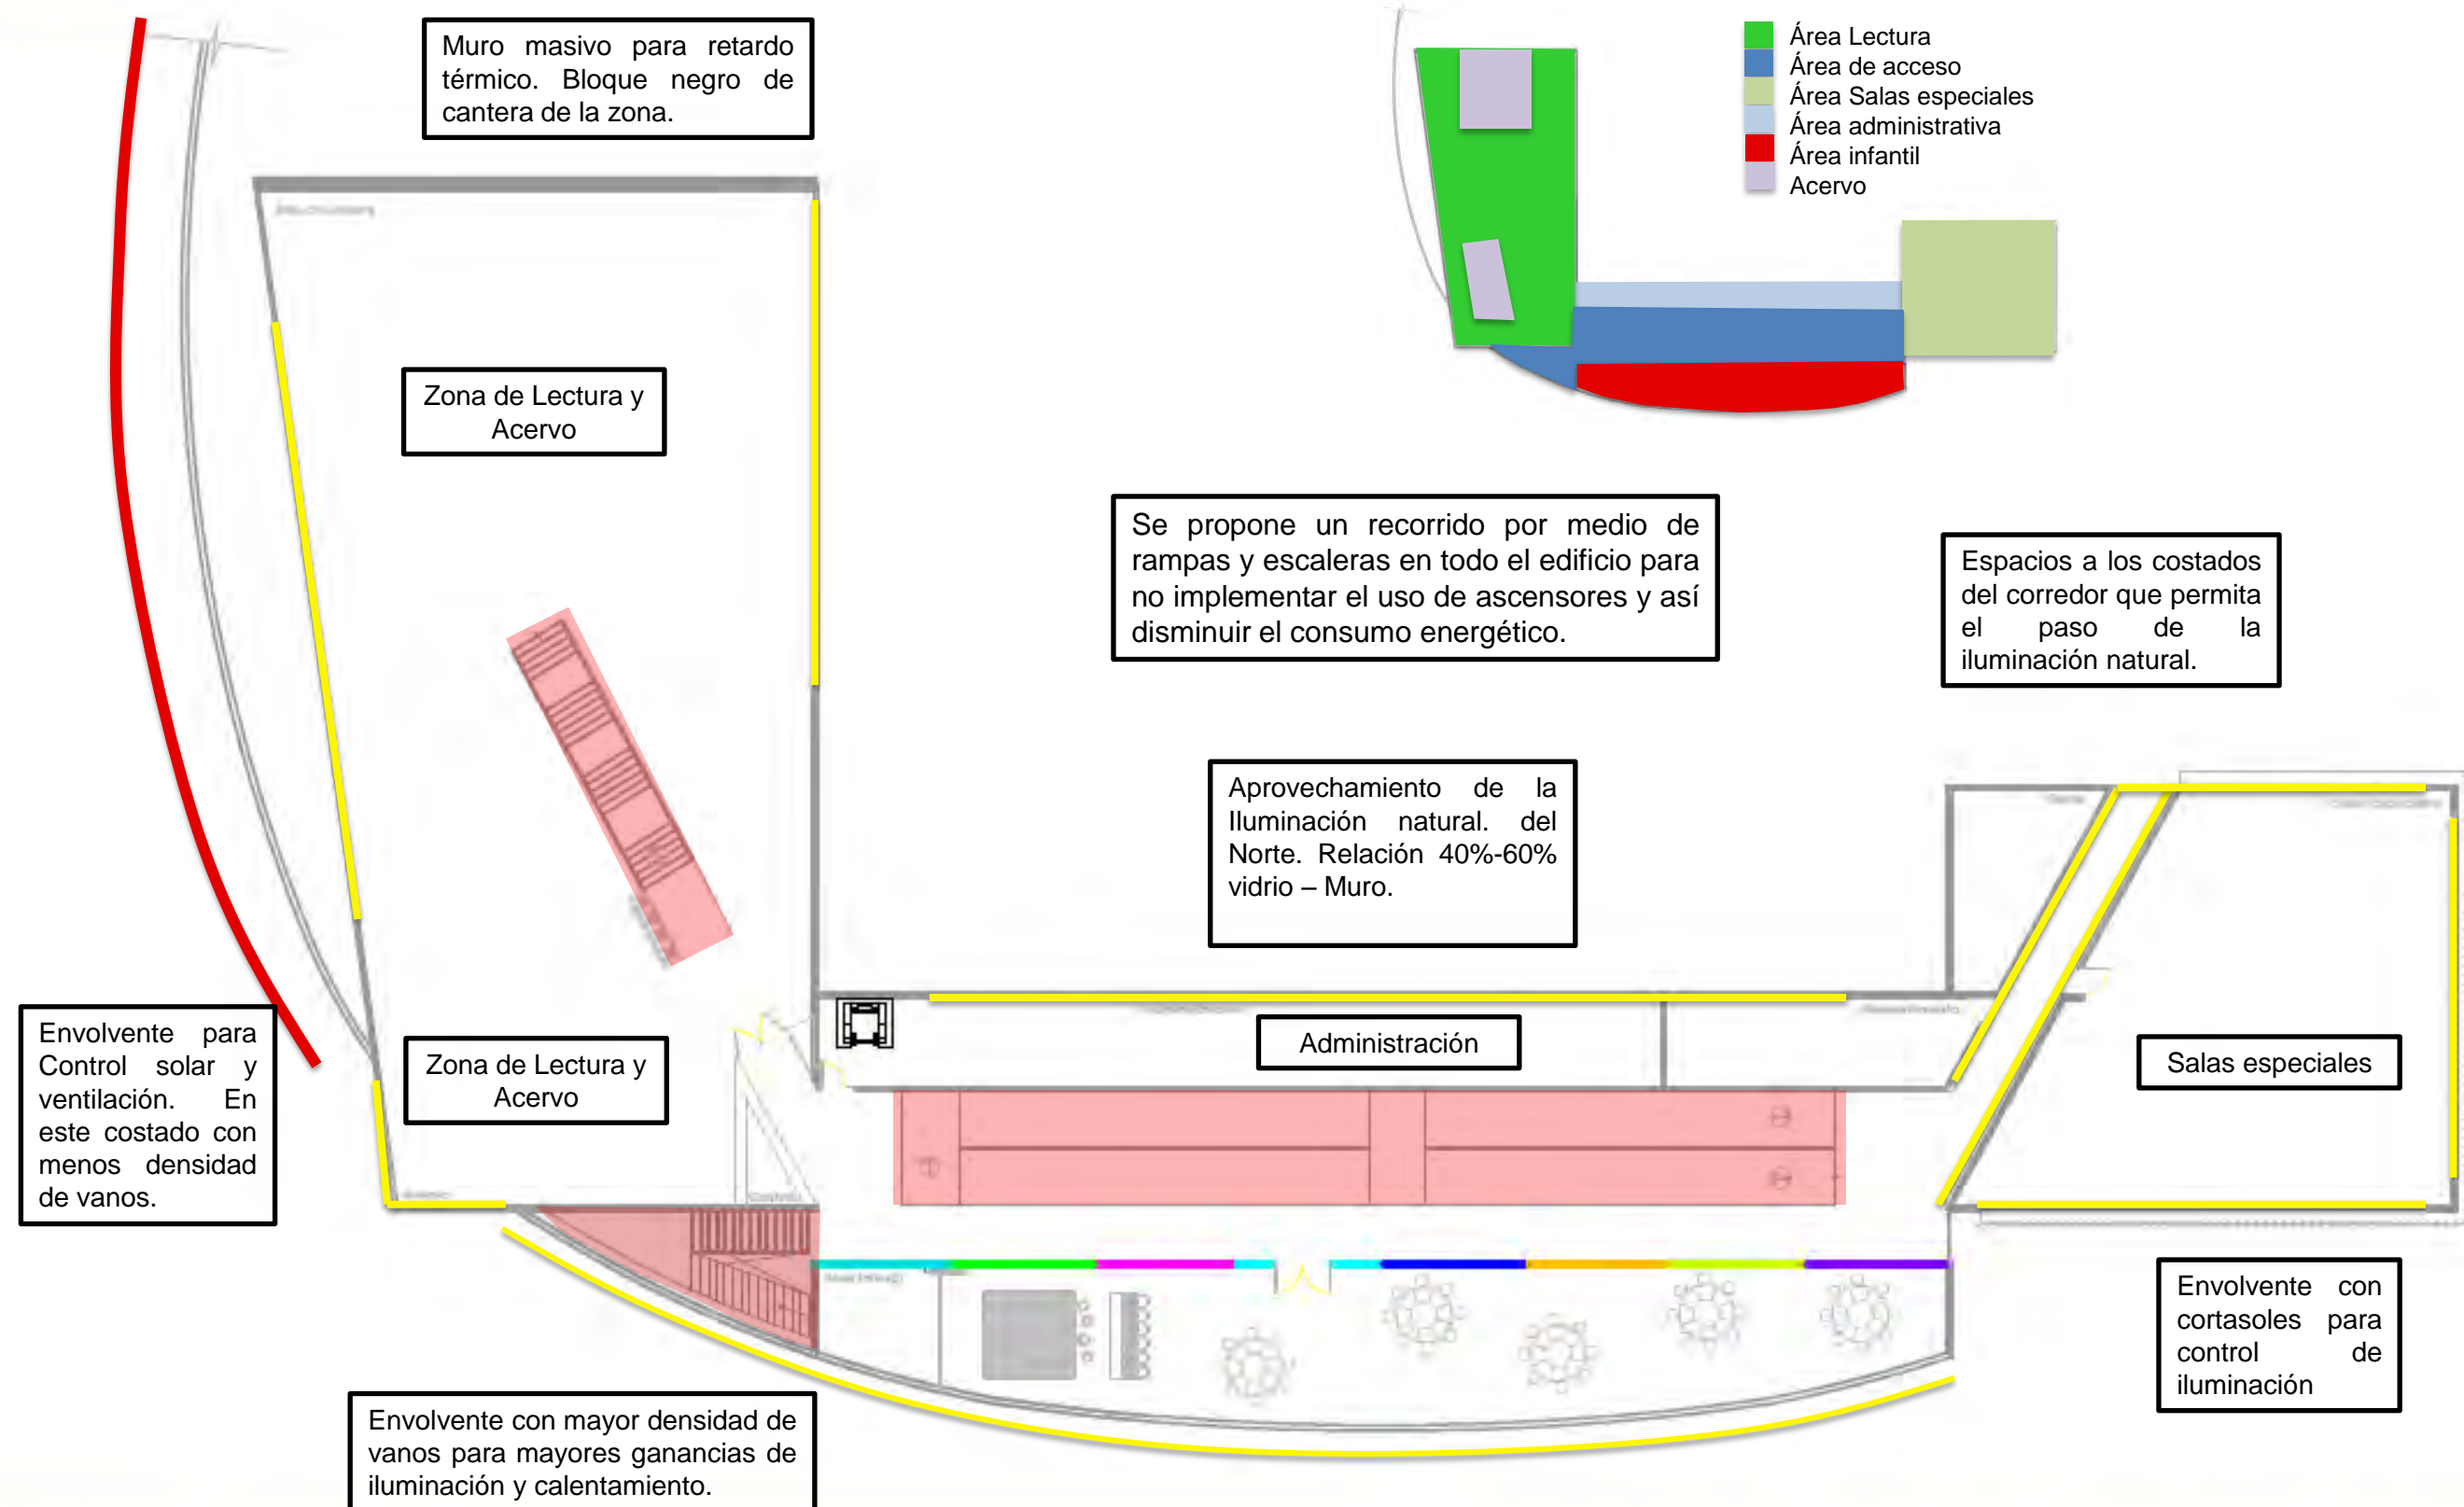 Muro masivo para retardo
térmico. Bloque negro de
cantera de la zona.
Área Lectura
Área de acceso
Área Salas especiales
Área administrativa
Área infantil
Acervo
Zona de Lectura y
Acervo
Se propone un recorrido por medio de
rampas y escaleras en todo el edificio para
no implementar el uso de ascensores y así
disminuir el consumo energético.
Espacios a los costados
del corredor que permita
el paso de la
iluminación natural.
Aprovechamiento de la
Iluminación natural. del
Norte. Relación 40%-60%
vidrio – Muro.
Envolvente para
Control solar y
ventilación. En
este costado con
menos densidad
de vanos.
Zona de Lectura y
Acervo
Administración
Salas especiales
Envolvente con
cortasoles para
control de
iluminación
Envolvente con mayor densidad de
vanos para mayores ganancias de
iluminación y calentamiento.